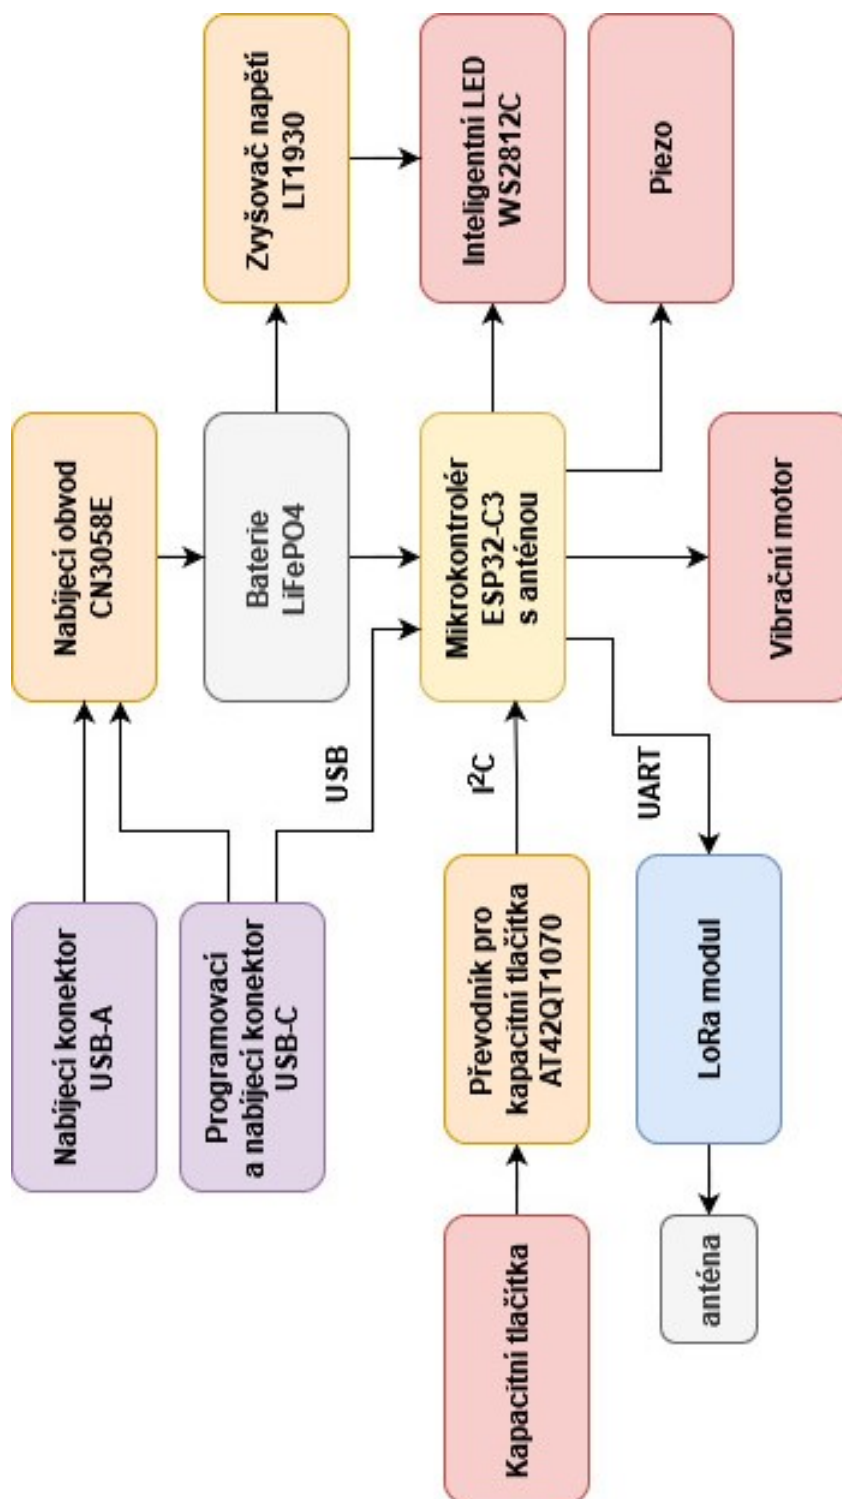 Nabíjecí konektor
USB-A
Nabíjecí obvod
CN3058E
Zvyšovač napětí
LT1930
Programovací
a nabíjecí konektor
USB-C
Baterie
LiFePO4
USB
Kapacitní tlačítka
Převodník pro
kapacitní tlačítka
AT42QT1070
I²C
Mikrokontrolér
ESP32-C3
s anténou
Inteligentní LED
WS2812C
anténa
LoRa modul
UART
Vibrační motor
Piezo